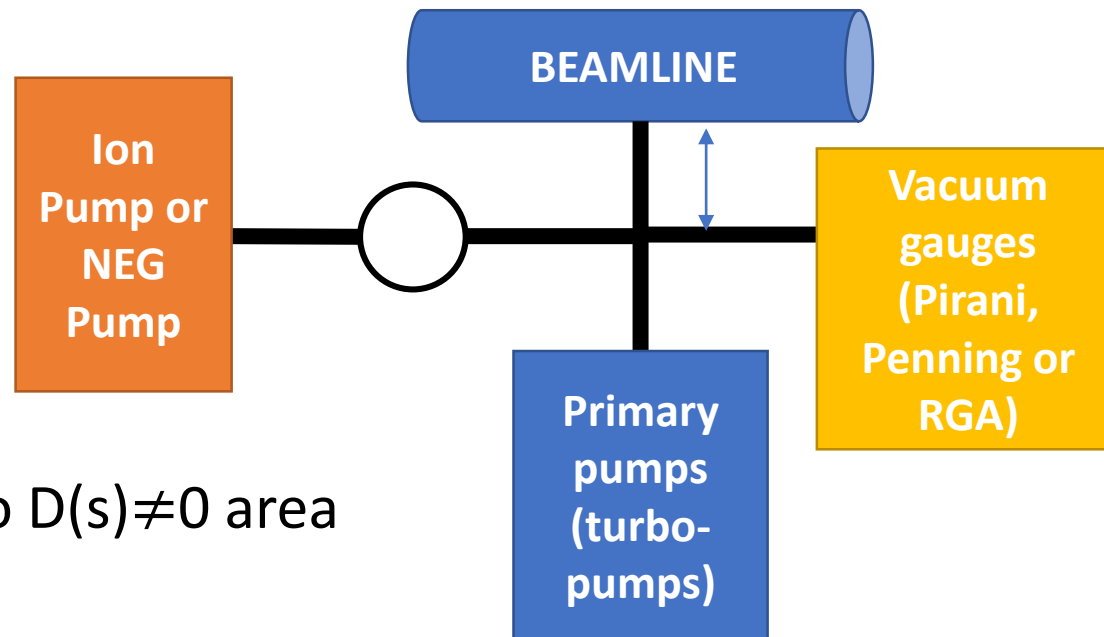 BEAMLINE
Ion
Pump or
NEG
Pump
Vacuum
gauges
(Pirani,
Penning or
RGA)
Primary
pumps
(turbo-
pumps)
D(s)≠0 area